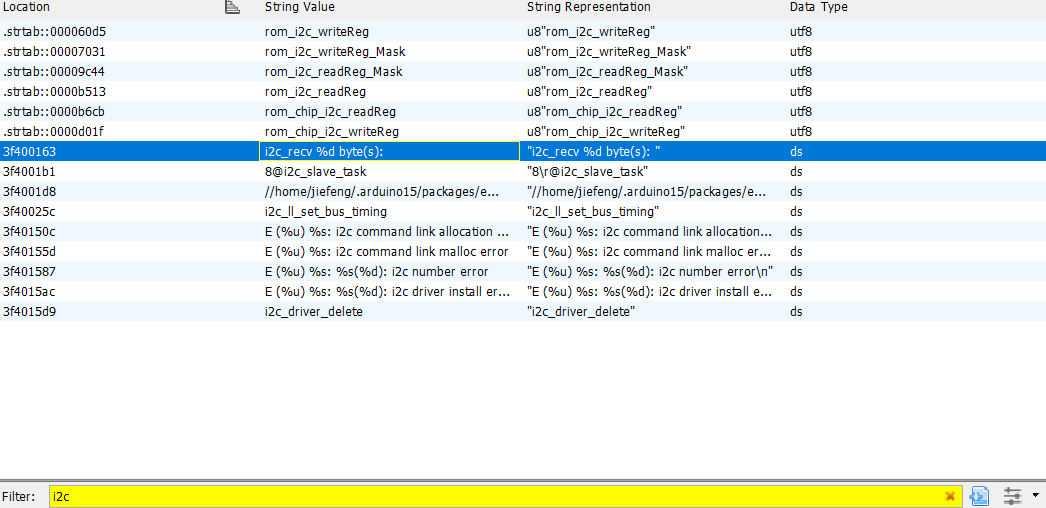 Location String Value String Representation Data Type
.strtab::000060d5 rom_i2c_writeReg u8"rom_i2c_writeReg" utf8
.strtab::00007031 rom_i2c_writeReg_Mask u8"rom_i2c_writeReg_Mask" utf8
.strtab::00009c44 rom_i2c_readReg_Mask u8"rom_i2c_readReg_Mask" utf8
.strtab::0000b513 rom_i2c_readReg u8"rom_i2c_readReg" utf8
.strtab::0000b6cb rom_chip_i2c_readReg u8"rom_chip_i2c_readReg" utf8
.strtab::0000d01f rom_chip_i2c_writeReg u8"rom_chip_i2c_writeReg" utf8
3f400163 i2c_recv %d byte(s): "i2c_recv %d byte(s): " ds
3f4001b1 8@i2c_slave_task "8\r@i2c_slave_task" ds
3f4001d8 //home/jiefeng/.arduino15/packages/e... "//home/jiefeng/.arduino15/packages/e... ds
3f40025c i2c_ll_set_bus_timing "i2c_ll_set_bus_timing" ds
3f40150c E (%u) %s: i2c command link allocation ... "E (%u) %s: i2c command link allocation... ds
3f40155d E (%u) %s: i2c command link malloc error "E (%u) %s: i2c command link malloc er... ds
3f401587 E (%u) %s: %s(%d): i2c number error "E (%u) %s: %s(%d): i2c number error\n" ds
3f4015ac E (%u) %s: %s(%d): i2c driver install er... "E (%u) %s: %s(%d): i2c driver install e... ds
3f4015d9 i2c_driver_delete "i2c_driver_delete" ds
Filter: i2c